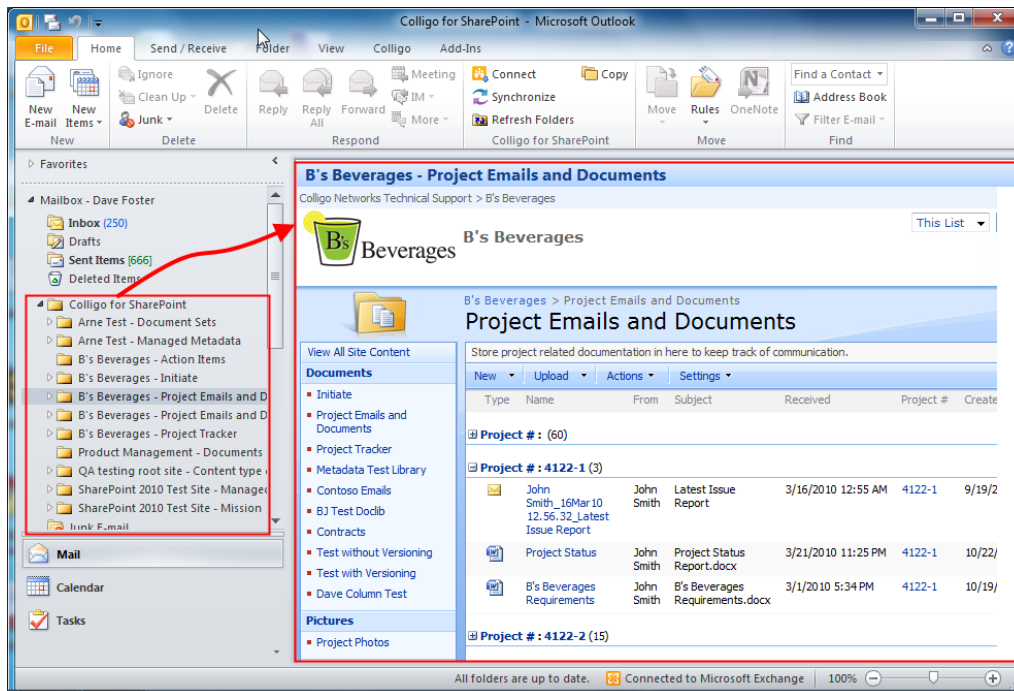 Colligo for SharePoint - Microsoft Outlook
File Home Send / Receive Folder View Colligo Add-Ins
New E-mail
New Items
New
Ignore
Clean Up
Junk
Delete
Delete
Reply
Reply All
Forward
Meeting
IM
More
Respond
Connect
Copy
Synchronize
Refresh Folders
Colligo for SharePoint
Move
Rules
OneNote
Move
Find a Contact
Address Book
Filter E-mail
Find
Favorites
Mailbox - Dave Foster
Inbox (250)
Drafts
Sent Items [666]
Deleted Items
Colligo for SharePoint
Arne Test - Document Sets
Arne Test - Managed Metadata
B's Beverages - Action Items
B's Beverages - Initiate
B's Beverages - Project Emails and D
B's Beverages - Project Emails and D
B's Beverages - Project Tracker
Product Management - Documents
QA testing root site - Content type
SharePoint 2010 Test Site - Manage
SharePoint 2010 Test Site - Mission
Junk E-mail
Mail
Calendar
Tasks
B's Beverages - Project Emails and Documents
Colligo Networks Technical Support > B's Beverages
B's Beverages
B's Beverages
This List
B's Beverages > Project Emails and Documents
Project Emails and Documents
View All Site Content
Documents
Initiate
Project Emails and
Documents
Project Tracker
Metadata Test Library
Contoso Emails
BJ Test Doclib
Contracts
Test without Versioning
Test with Versioning
Dave Column Test
Pictures
Project Photos
Store project related documentation in here to keep track of communication.
New Upload Actions Settings
Type Name From Subject Received Project # Create
Project # : (60)
Project # : 4122-1 (3)
John Smith_16Mar10 12.56.32_Latest Issue Report John Smith Latest Issue Report 3/16/2010 12:55 AM 4122-1 9/19/2
Project Status John Smith Project Status Report.docx 3/21/2010 11:25 PM 4122-1 10/22/
B's Beverages Requirements John Smith B's Beverages Requirements.docx 3/1/2010 5:34 PM 4122-1 10/19/
Project # : 4122-2 (15)
All folders are up to date. Connected to Microsoft Exchange 100%